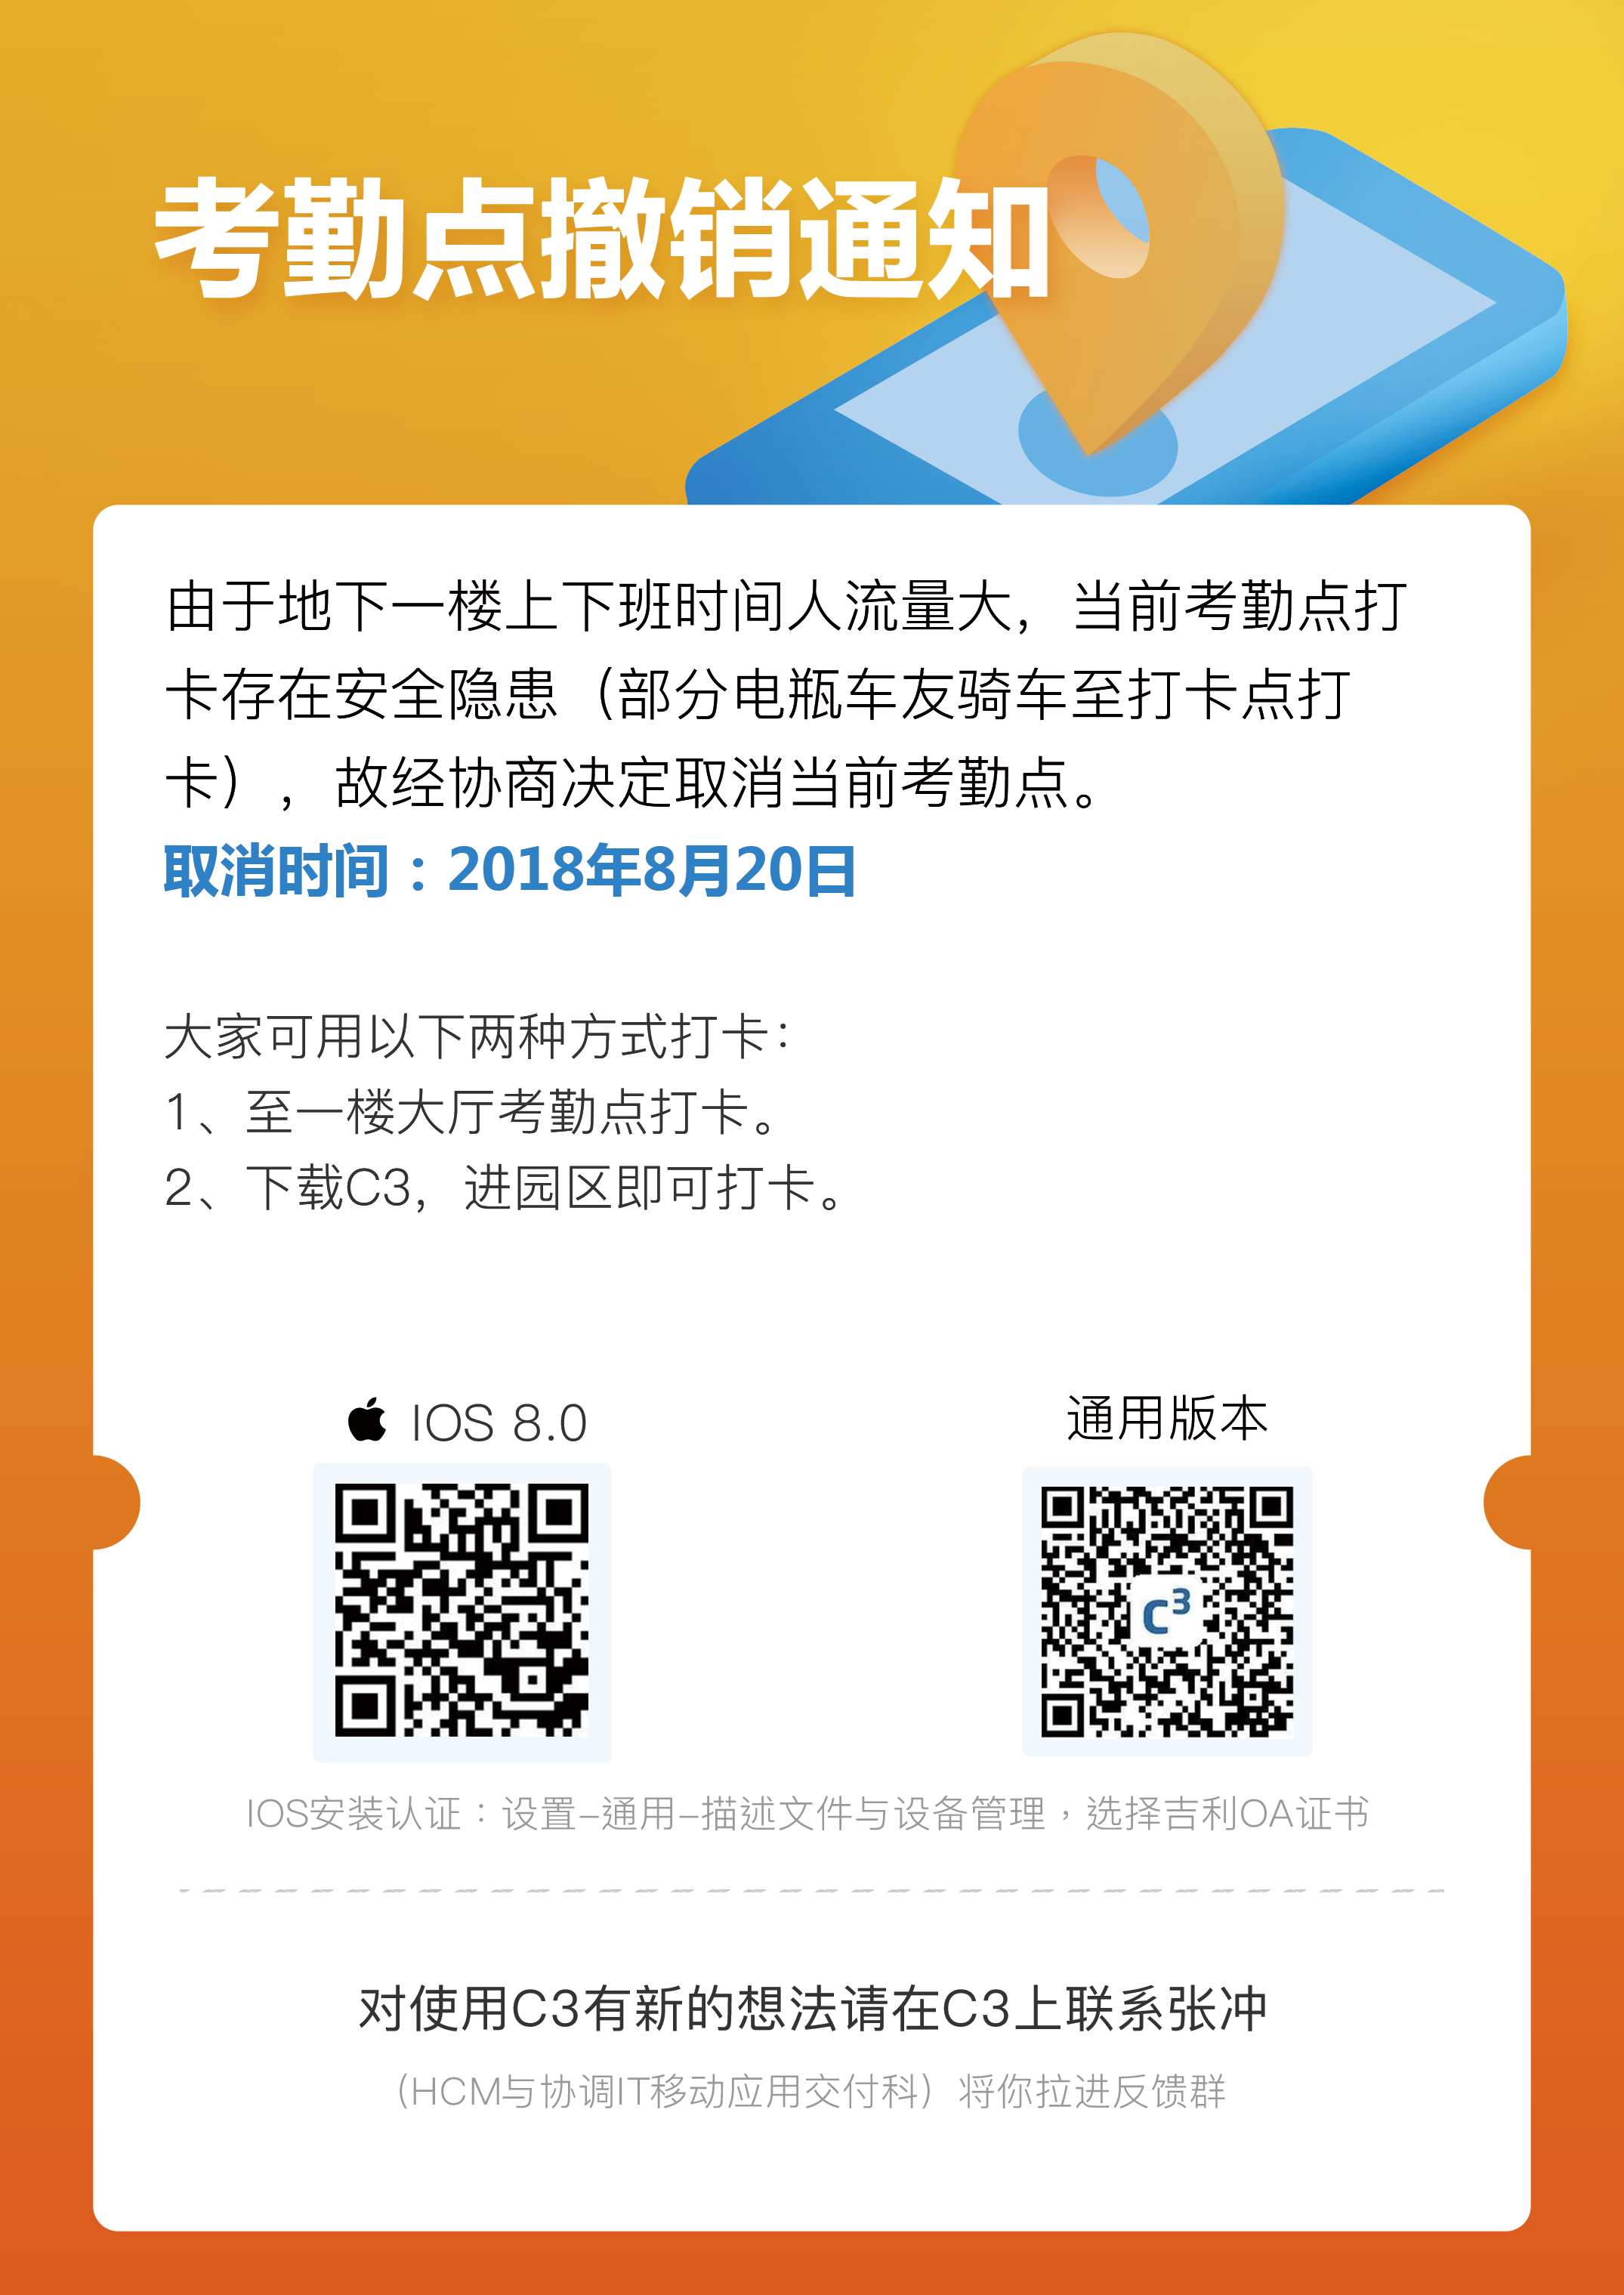 考勤点撤销通知
由于地下一楼上下班时间人流量大，当前考勤点打
卡存在安全隐患（部分电瓶车友骑车至打卡点打
卡），故经协商决定取消当前考勤点。
取消时间：2018年8月20日
大家可用以下两种方式打卡：
1、至一楼大厅考勤点打卡。
2、下载C3，进园区即可打卡。
IOS 8.0
通用版本
C³
IOS安装认证：设置–通用–描述文件与设备管理，选择吉利OA证书
对使用C3有新的想法请在C3上联系张冲
（HCM与协调IT移动应用交付科）将你拉进反馈群